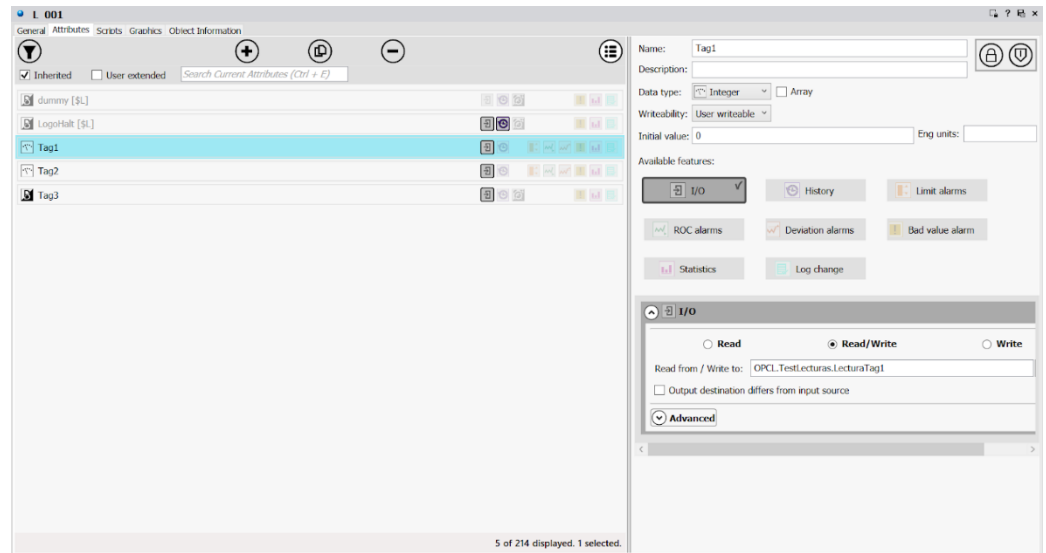 L 001
General Attributes Scripts Graphics Object Information
Inherited User extended Search Current Attributes (Ctrl + E)
dummy [$L]
LogoHalt [$L]
Tag1
Tag2
Tag3
5 of 214 displayed. 1 selected.
Name: Tag1
Description:
Data type: Integer Array
Writeability: User writeable
Initial value: 0 Eng units:
Available features:
I/O History Limit alarms
ROC alarms Deviation alarms Bad value alarm
Statistics Log change
I/O
Read Read/Write Write
Read from / Write to: OPCL.TestLecturas.LecturaTag1
Output destination differs from input source
Advanced